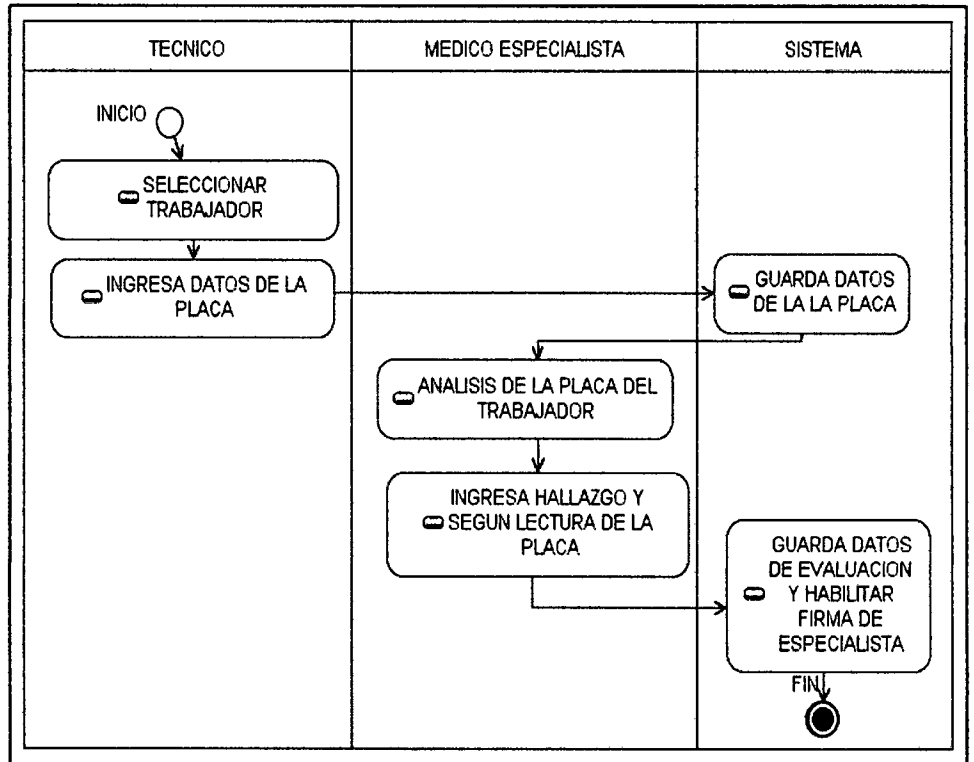 TECNICO
MEDICO ESPECIALISTA
SISTEMA
INICIO
SELECCIONAR
TRABAJADOR
INGRESA DATOS DE LA
PLACA
GUARDA DATOS
DE LA LA PLACA
ANALISIS DE LA PLACA DEL
TRABAJADOR
INGRESA HALLAZGO Y
SEGUN LECTURA DE LA
PLACA
GUARDA DATOS
DE EVALUACION
Y HABILITAR
FIRMA DE
ESPECIALISTA
FIN